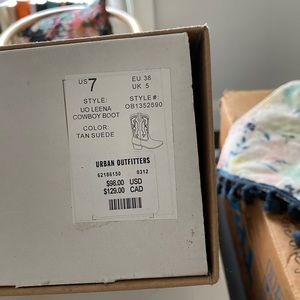 US 7
EU 38
UK 5
STYLE:
UO LEENA
COWBOY BOOT
STYLE#:
OB1352590
COLOR:
TAN SUEDE
URBAN OUTFITTERS
62186150 0312
$98.00 USD
$129.00 CAD